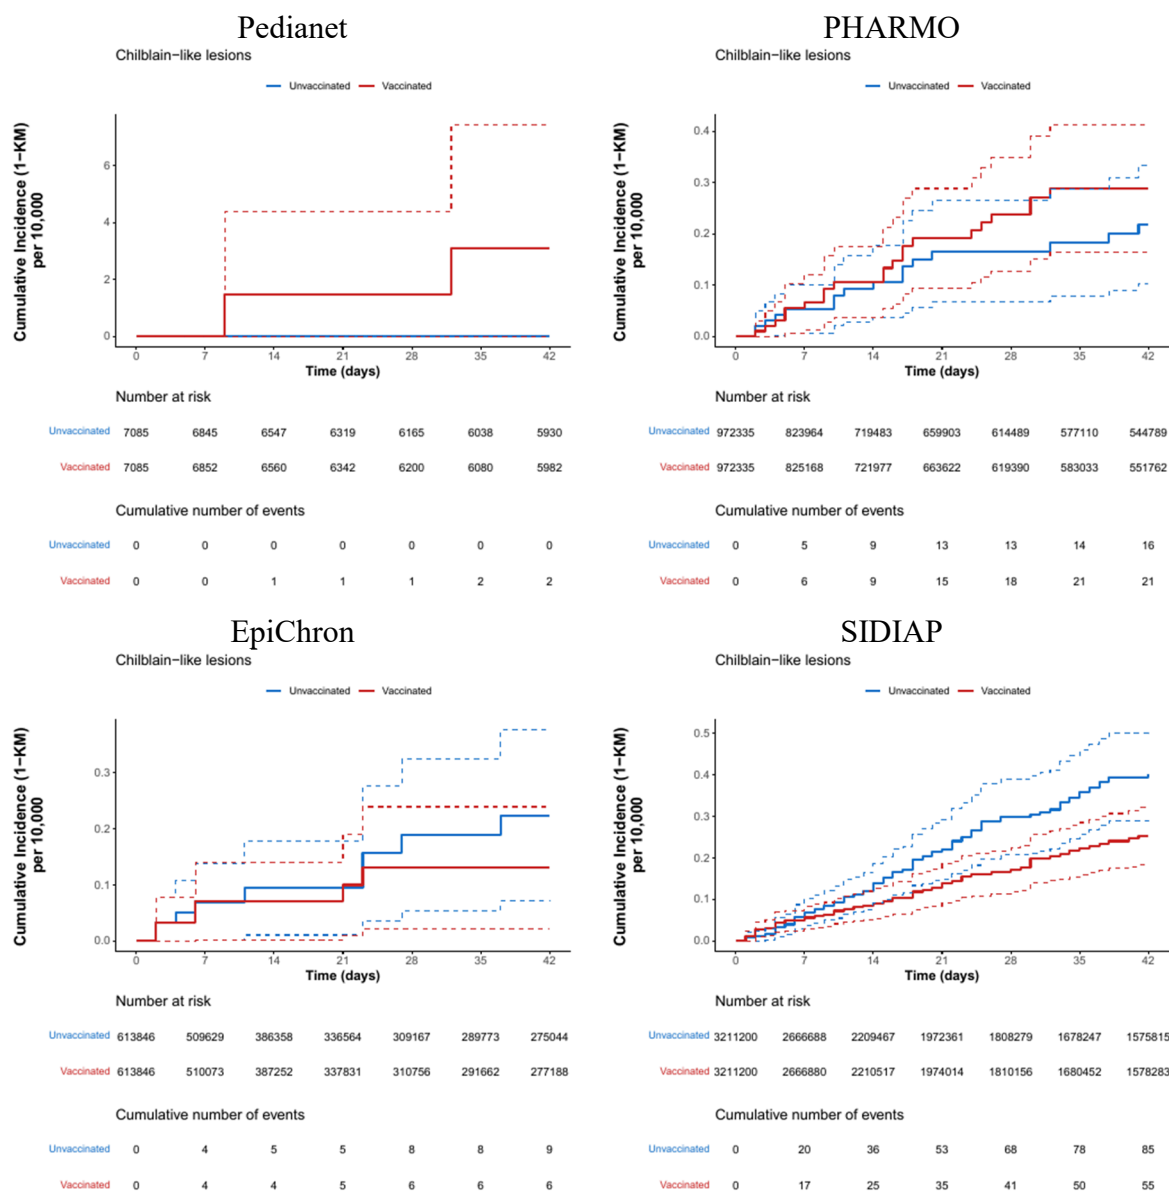 Pedianet
Chilblain−like lesions
Unvaccinated Vaccinated
Cumulative Incidence (1−KM)
per 10,000
6
4
2
0
0 7 14 21 28 35 42
Time (days)
Number at risk
Unvaccinated 7085 6845 6547 6319 6165 6038 5930
Vaccinated 7085 6852 6560 6342 6200 6080 5982
Cumulative number of events
Unvaccinated 0 0 0 0 0 0 0
Vaccinated 0 0 1 1 1 2 2
PHARMO
Chilblain−like lesions
Unvaccinated Vaccinated
Cumulative Incidence (1−KM)
per 10,000
0.4
0.3
0.2
0.1
0.0
0 7 14 21 28 35 42
Time (days)
Number at risk
Unvaccinated 972335 823964 719483 659903 614489 577110 544789
Vaccinated 972335 825168 721977 663622 619390 583033 551762
Cumulative number of events
Unvaccinated 0 5 9 13 13 14 16
Vaccinated 0 6 9 15 18 21 21
EpiChron
Chilblain−like lesions
Unvaccinated Vaccinated
Cumulative Incidence (1−KM)
per 10,000
0.3
0.2
0.1
0.0
0 7 14 21 28 35 42
Time (days)
Number at risk
Unvaccinated 613846 509629 386358 336564 309167 289773 275044
Vaccinated 613846 510073 387252 337831 310756 291662 277188
Cumulative number of events
Unvaccinated 0 4 5 5 8 8 9
Vaccinated 0 4 4 5 6 6 6
SIDIAP
Chilblain−like lesions
Unvaccinated Vaccinated
Cumulative Incidence (1−KM)
per 10,000
0.5
0.4
0.3
0.2
0.1
0.0
0 7 14 21 28 35 42
Time (days)
Number at risk
Unvaccinated 3211200 2666688 2209467 1972361 1808279 1678247 1575815
Vaccinated 3211200 2666880 2210517 1974014 1810156 1680452 1578283
Cumulative number of events
Unvaccinated 0 20 36 53 68 78 85
Vaccinated 0 17 25 35 41 50 55